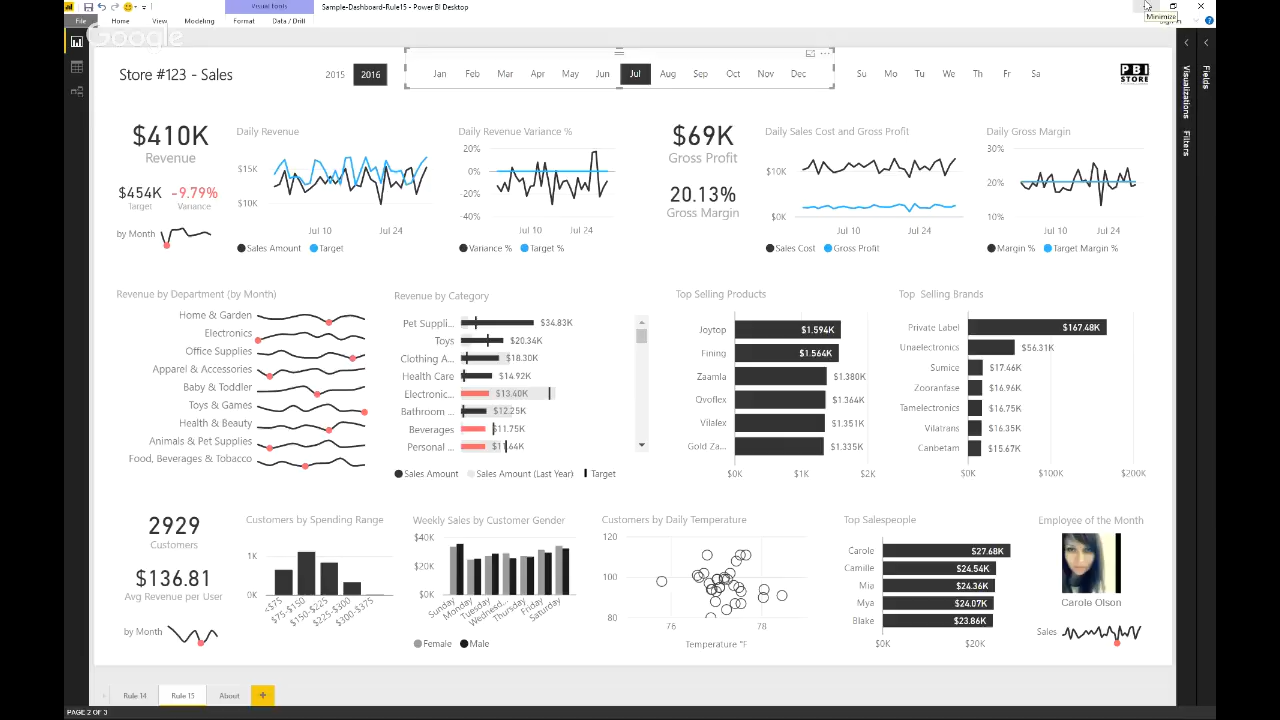 Visual Tools
Sample-Dashboard-Rule15 - Power BI Desktop
File Home View Modeling Format Data / Drill
Minimize
Google
Store #123 - Sales
2015 2016
Jan Feb Mar Apr May Jun Jul Aug Sep Oct Nov Dec
Su Mo Tu We Th Fr Sa
PBI
STORE
Visualizations
Filters
Fields
$410K
Revenue
$454K -9.79%
Target Variance
by Month
Daily Revenue
$15K
$10K
Jul 10 Jul 24
Sales Amount Target
Daily Revenue Variance %
20%
0%
-20%
-40%
Jul 10 Jul 24
Variance % Target %
$69K
Gross Profit
20.13%
Gross Margin
Daily Sales Cost and Gross Profit
$10K
$0K
Jul 10 Jul 24
Sales Cost Gross Profit
Daily Gross Margin
30%
20%
10%
Jul 10 Jul 24
Margin % Target Margin %
Revenue by Department (by Month)
Home & Garden
Electronics
Office Supplies
Apparel & Accessories
Baby & Toddler
Toys & Games
Health & Beauty
Animals & Pet Supplies
Food, Beverages & Tobacco
Revenue by Category
Pet Suppli... $34.83K
Toys $20.34K
Clothing A... $18.30K
Health Care $14.92K
Electronic... $13.40K
Bathroom ... $12.25K
Beverages $11.75K
Personal ... $11.64K
Sales Amount Sales Amount (Last Year) Target
Top Selling Products
Joytop $1.594K
Fining $1.564K
Zaamla $1.380K
Qvoflex $1.364K
Vilalex $1.351K
Gold Za... $1.335K
$0K $1K $2K
Top Selling Brands
Private Label $167.48K
Unaelectronics $56.31K
Sumice $17.46K
Zooranfase $16.96K
Tamelectronics $16.75K
Vilatrans $16.35K
Canbetam $15.67K
$0K $100K $200K
2929
Customers
$136.81
Avg Revenue per User
by Month
Customers by Spending Range
1K
0K
<$75 $75-$150 $150-$225 $225-$300 $300-$375
Weekly Sales by Customer Gender
$40K
$20K
$0K
Sunday Monday Tuesday Wednes... Thursday Friday Saturday
Female Male
Customers by Daily Temperature
120
100
80
76 78
Temperature °F
Top Salespeople
Carole $27.68K
Camille $24.54K
Mia $24.36K
Mya $24.07K
Blake $23.86K
$0K $20K
Employee of the Month
Carole Olson
Sales
Rule 14 Rule 15 About +
PAGE 2 OF 3